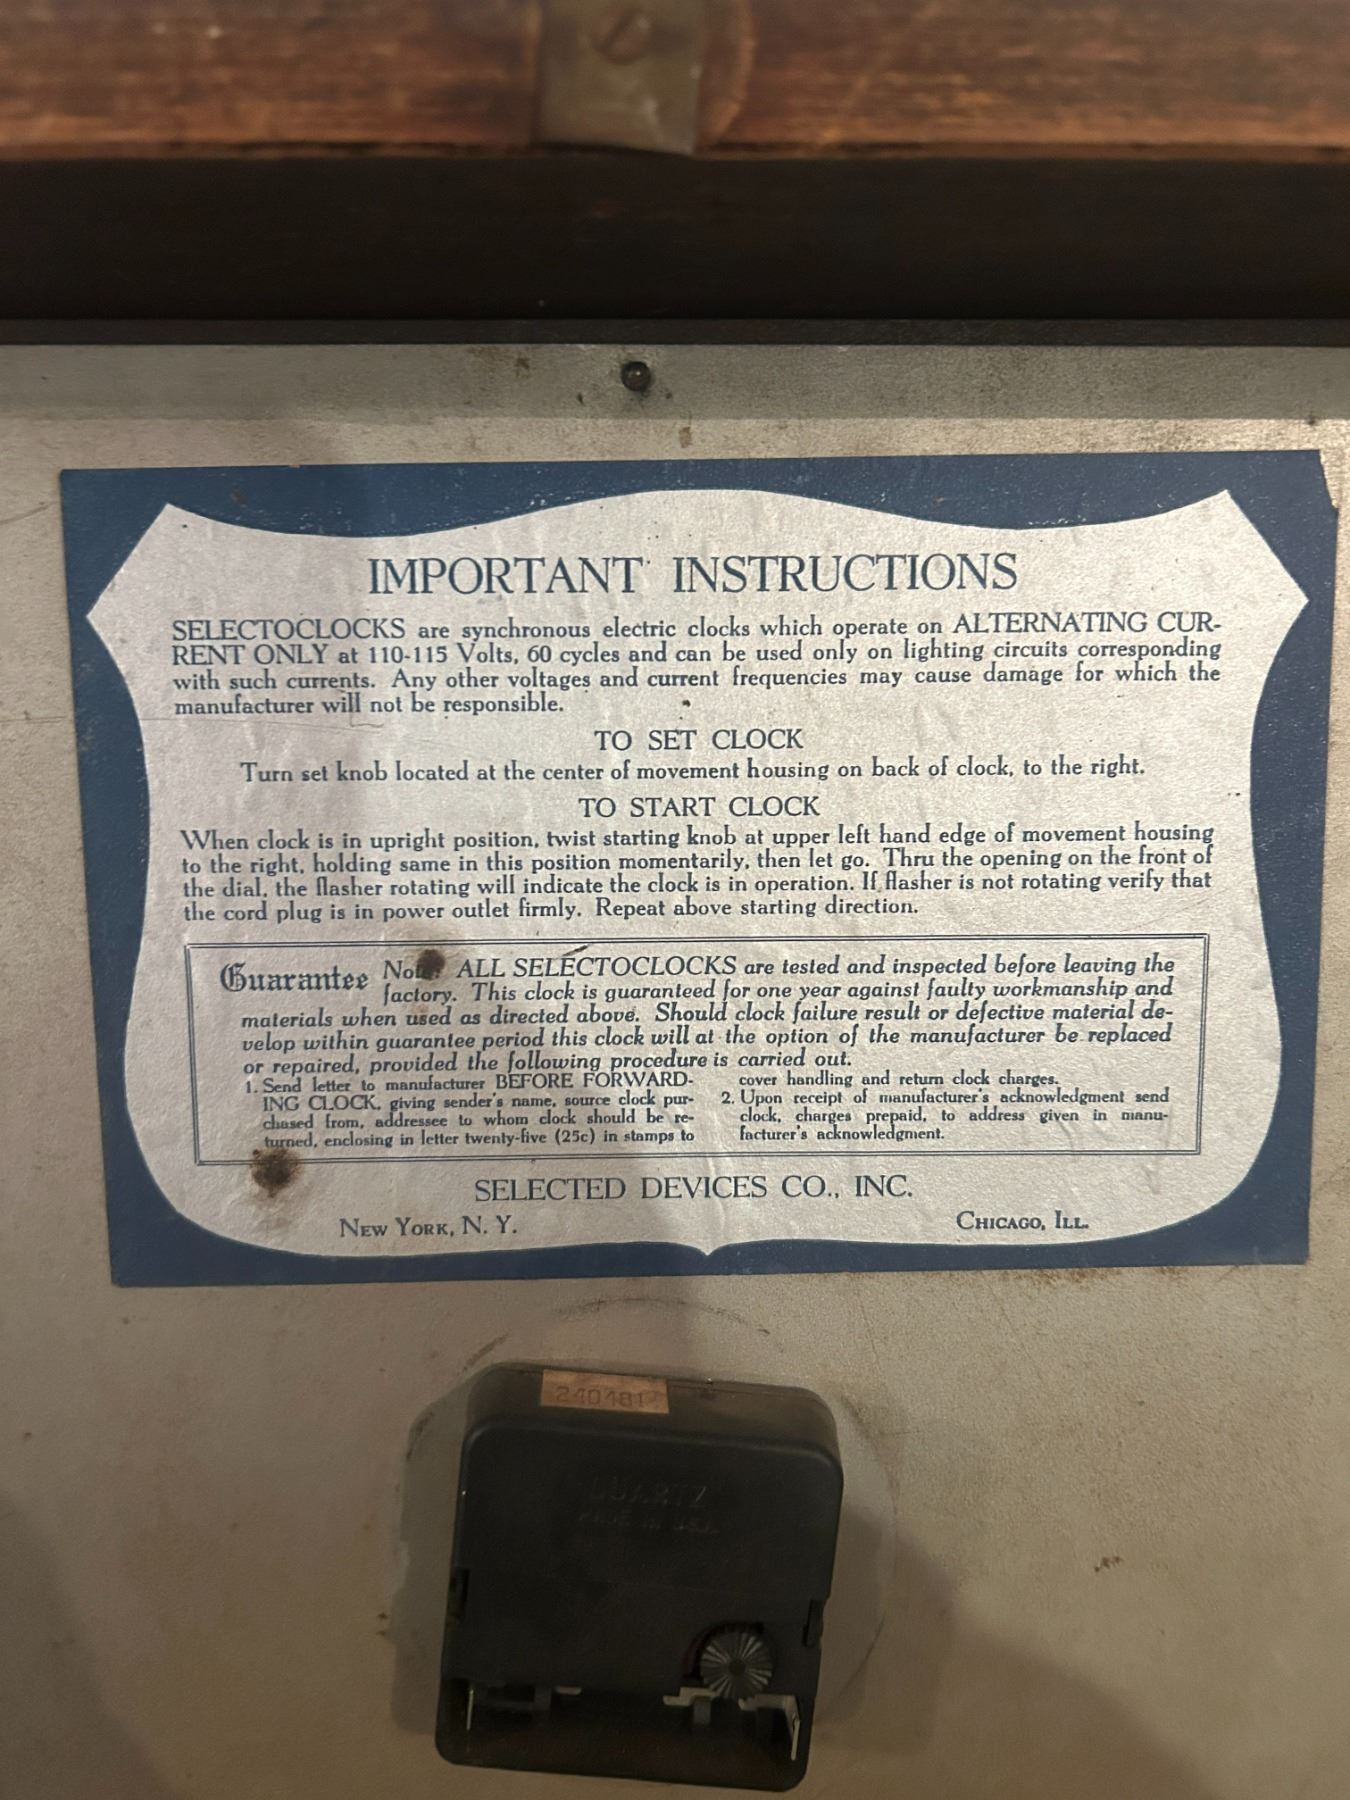 IMPORTANT INSTRUCTIONS
SELECTOCLOCKS are synchronous electric clocks which operate on ALTERNATING CUR-
RENT ONLY at 110-115 Volts, 60 cycles and can be used only on lighting circuits corresponding
with such currents. Any other voltages and current frequencies may cause damage for which the
manufacturer will not be responsible.
TO SET CLOCK
Turn set knob located at the center of movement housing on back of clock, to the right.
TO START CLOCK
When clock is in upright position, twist starting knob at upper left hand edge of movement housing
to the right, holding same in this position momentarily, then let go. Thru the opening on the front of
the dial, the flasher rotating will indicate the clock is in operation. If flasher is not rotating verify that
the cord plug is in power outlet firmly. Repeat above starting direction.
Guarantee Note: ALL SELECTOCLOCKS are tested and inspected before leaving the
factory. This clock is guaranteed for one year against faulty workmanship and
materials when used as directed above. Should clock failure result or defective material de-
velop within guarantee period this clock will at the option of the manufacturer be replaced
or repaired, provided the following procedure is carried out.
1. Send letter to manufacturer BEFORE FORWARD-
ING CLOCK, giving sender's name, source clock pur-
chased from, addressee to whom clock should be re-
turned, enclosing in letter twenty-five (25c) in stamps to
cover handling and return clock charges.
2. Upon receipt of manufacturer's acknowledgment send
clock, charges prepaid, to address given in manu-
facturer's acknowledgment.
SELECTED DEVICES CO., INC.
NEW YORK, N. Y.
CHICAGO, ILL.
240481
QUARTZ
MADE IN USA